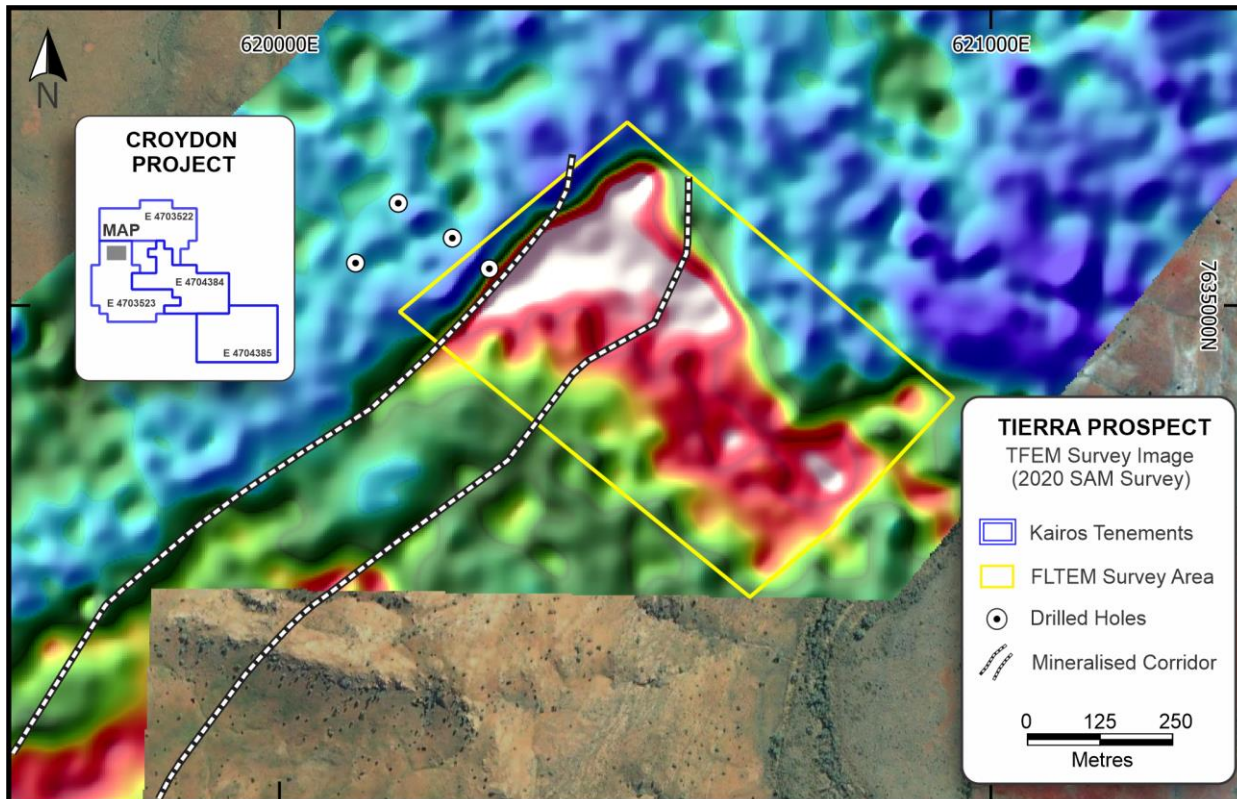 620000E
621000E
N
CROYDON
PROJECT
E 4703522
MAP
E 4704384
E 4703523
E 4704385
7635000N
TIERRA PROSPECT
TFEM Survey Image
(2020 SAM Survey)
Kairos Tenements
FLTEM Survey Area
Drilled Holes
Mineralised Corridor
0 125 250
Metres